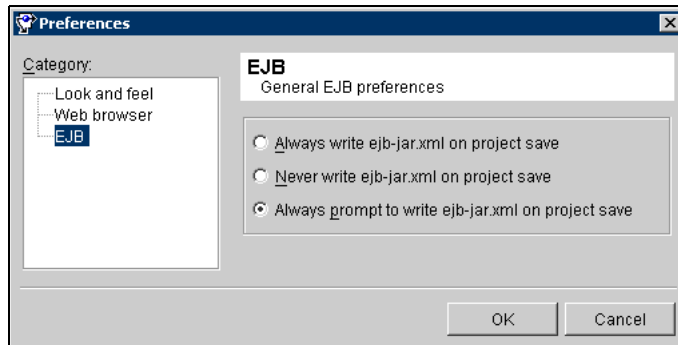 Preferences
Category:
Look and feel
Web browser
EJB
EJB
General EJB preferences
Always write ejb-jar.xml on project save
Never write ejb-jar.xml on project save
Always prompt to write ejb-jar.xml on project save
OK
Cancel